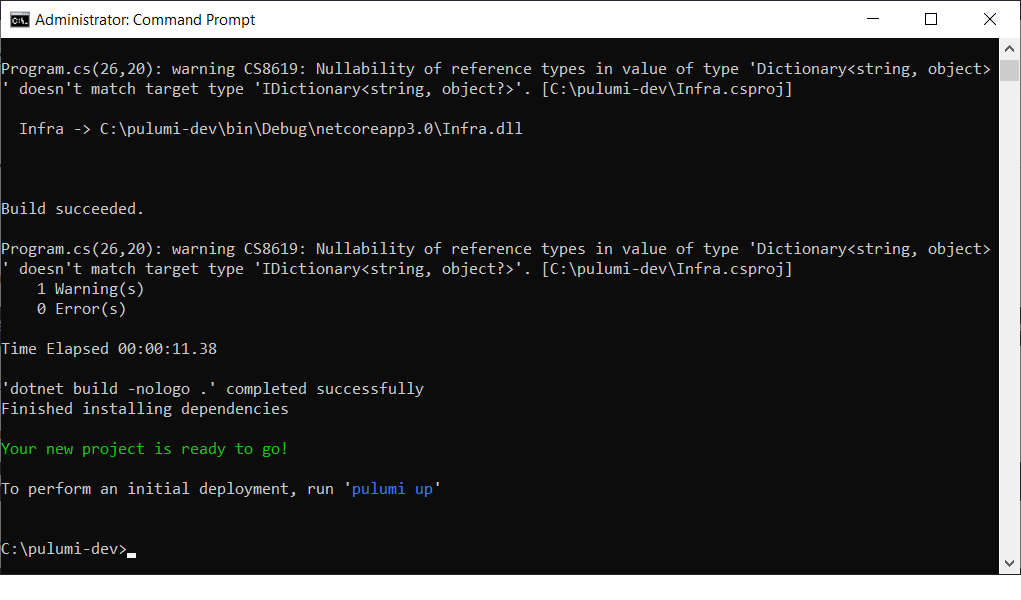 Administrator: Command Prompt
Program.cs(26,20): warning CS8619: Nullability of reference types in value of type 'Dictionary<string, object>
' doesn't match target type 'IDictionary<string, object?>'. [C:\pulumi-dev\Infra.csproj]
Infra -> C:\pulumi-dev\bin\Debug\netcoreapp3.0\Infra.dll
Build succeeded.
Program.cs(26,20): warning CS8619: Nullability of reference types in value of type 'Dictionary<string, object>
' doesn't match target type 'IDictionary<string, object?>'. [C:\pulumi-dev\Infra.csproj]
1 Warning(s)
0 Error(s)
Time Elapsed 00:00:11.38
'dotnet build -nologo .' completed successfully
Finished installing dependencies
Your new project is ready to go!
To perform an initial deployment, run 'pulumi up'
C:\pulumi-dev>